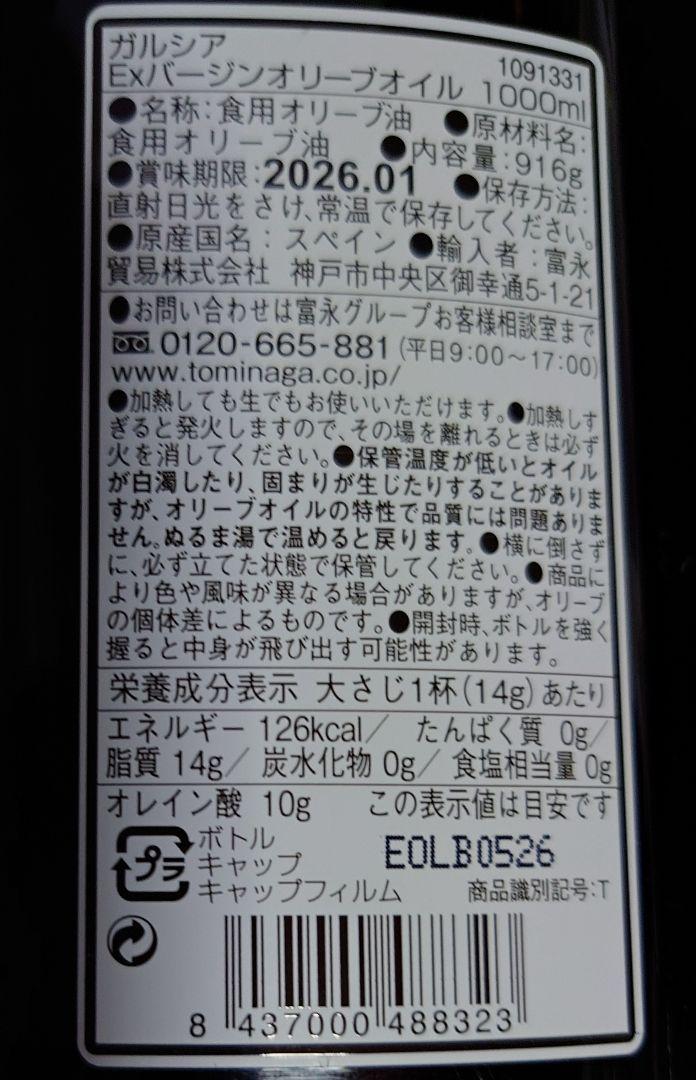 ガルシア 1091331
Exバージンオリーブオイル 1000ml
●名称:食用オリーブ油 ●原材料名:
食用オリーブ油 ●内容量:916g
●賞味期限:2026.01 ●保存方法:
直射日光をさけ、常温で保存してください。
●原産国名:スペイン ●輸入者:富永
貿易株式会社 神戸市中央区御幸通5-1-21
●お問い合わせは富永グループお客様相談室まで
0120-665-881 (平日9:00〜17:00)
www.tominaga.co.jp/
●加熱しても生でもお使いいただけます。●加熱しす
ぎると発火しますので、その場を離れるときは必ず
火を消してください。●保管温度が低いとオイル
が白濁したり、固まりが生じたりすることがありま
すが、オリーブオイルの特性で品質には問題ありま
せん。ぬるま湯で温めると戻ります。●横に倒さず
に、必ず立てた状態で保管してください。●商品に
より色や風味が異なる場合がありますが、オリーブ
の個体差によるものです。●開封時、ボトルを強く
握ると中身が飛び出す可能性があります。
栄養成分表示 大さじ1杯(14g)あたり
エネルギー 126kcal/ たんぱく質 0g/
脂質 14g/ 炭水化物 0g/ 食塩相当量 0g
オレイン酸 10g この表示値は目安です
プラ ボトル
キャップ EOLB0526
キャップフィルム 商品識別記号:T
8 437000 488323